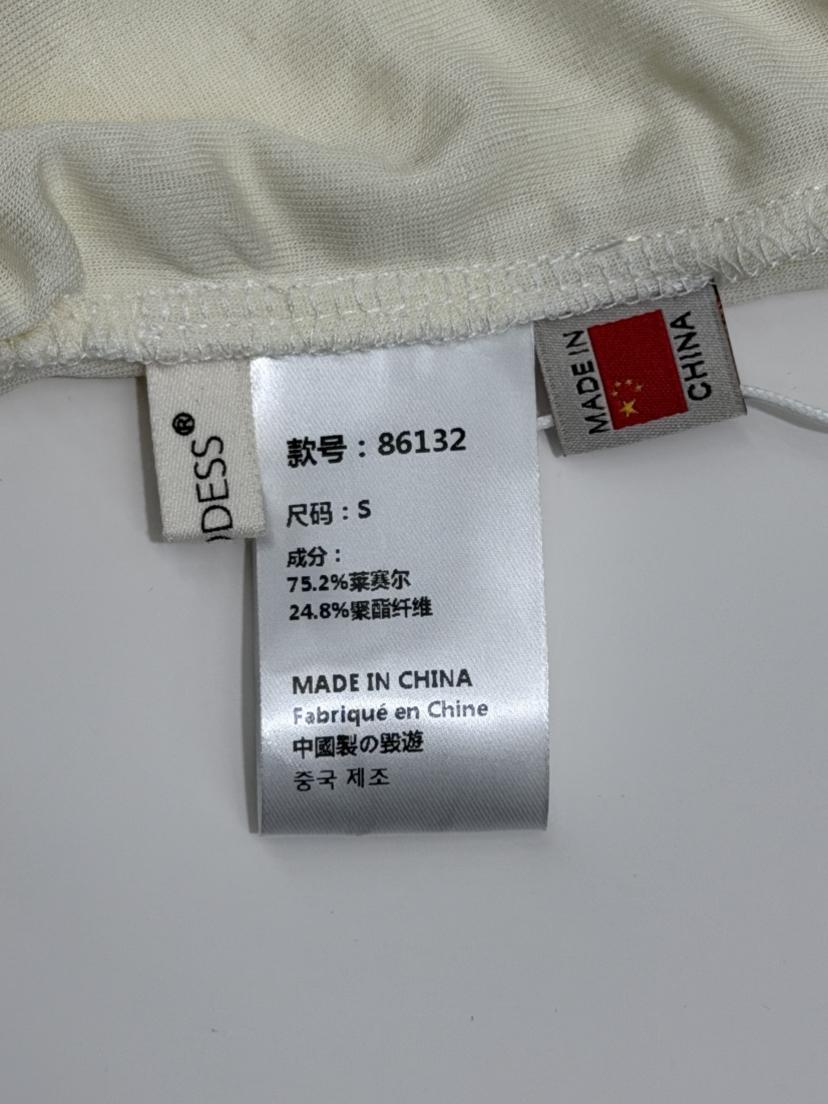 DESS®
款号：86132
尺码：S
成分：
75.2%莱赛尔
24.8%聚酯纤维
MADE IN CHINA
Fabriqué en Chine
中國製の毀遊
중국 제조
MADE IN
CHINA